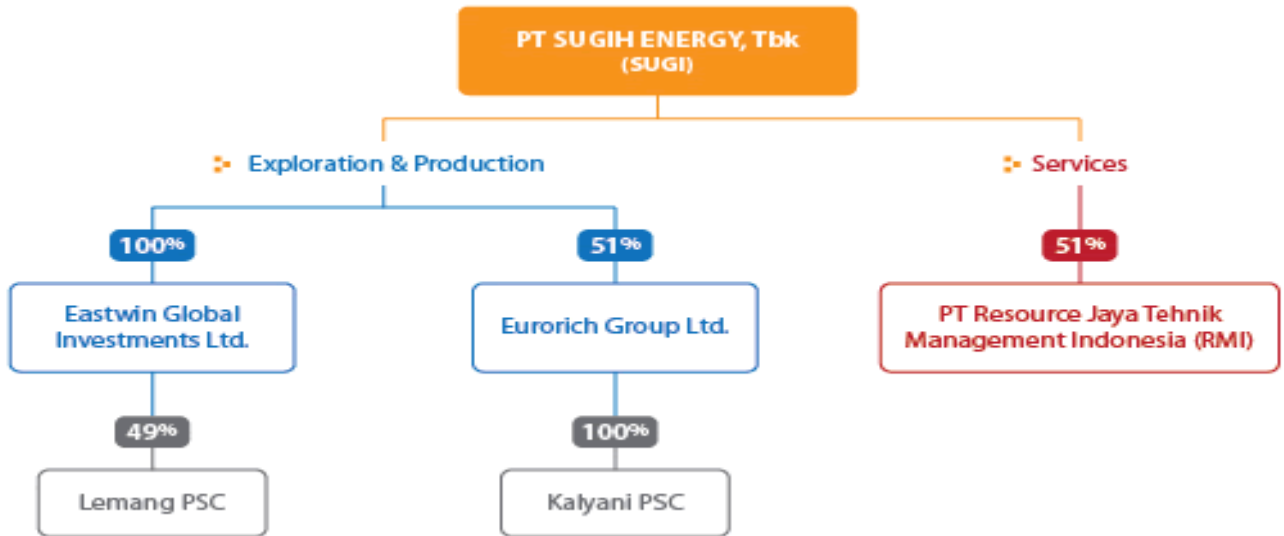 PT SUGIH ENERGY, Tbk
(SUGI)
Exploration & Production
Services
100%
51%
51%
Eastwin Global
Investments Ltd.
Eurorich Group Ltd.
PT Resource Jaya Tehnik
Management Indonesia (RMI)
49%
100%
Lemang PSC
Kalyani PSC